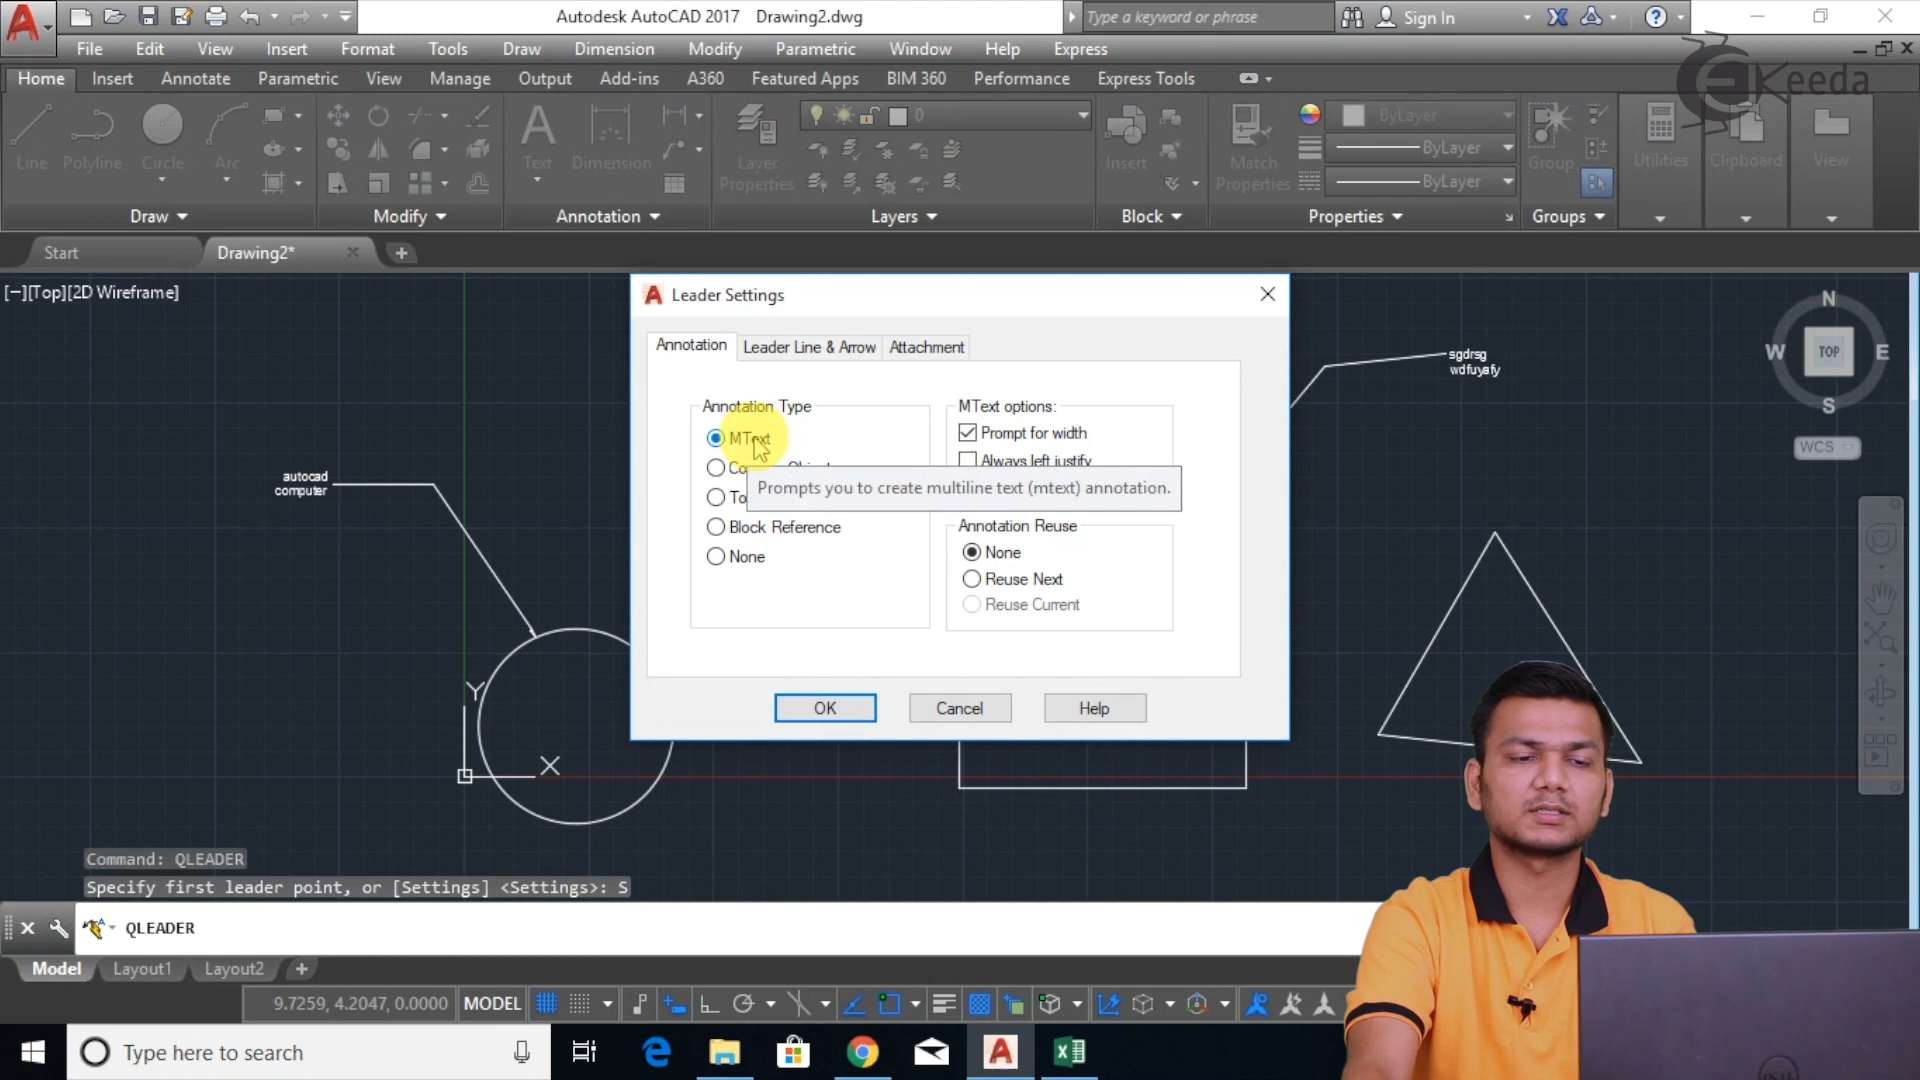 Autodesk AutoCAD 2017 Drawing2.dwg
Type a keyword or phrase
Sign In
File Edit View Insert Format Tools Draw Dimension Modify Parametric Window Help Express
Home Insert Annotate Parametric View Manage Output Add-ins A360 Featured Apps BIM 360 Performance Express Tools
Keeda
0
ByLayer
Line Polyline Circle Arc
Text Dimension
Layer Properties
Insert
Match Properties
ByLayer
ByLayer
Group
Utilities
Clipboard
View
Draw Modify Annotation Layers Block Properties Groups
Start Drawing2*
[−][Top][2D Wireframe]
Leader Settings
Annotation Leader Line & Arrow Attachment
Annotation Type
MText
Block Reference
None
MText options:
Prompt for width
Always left justify
Prompts you to create multiline text (mtext) annotation.
Annotation Reuse
None
Reuse Next
Reuse Current
OK Cancel Help
autocad
computer
sgdrsg
wdfuyafy
N
W TOP E
S
WCS
Y
X
Command: QLEADER
Specify first leader point, or [Settings] <Settings>: S
QLEADER
Model Layout1 Layout2
9.7259, 4.2047, 0.0000 MODEL
Type here to search